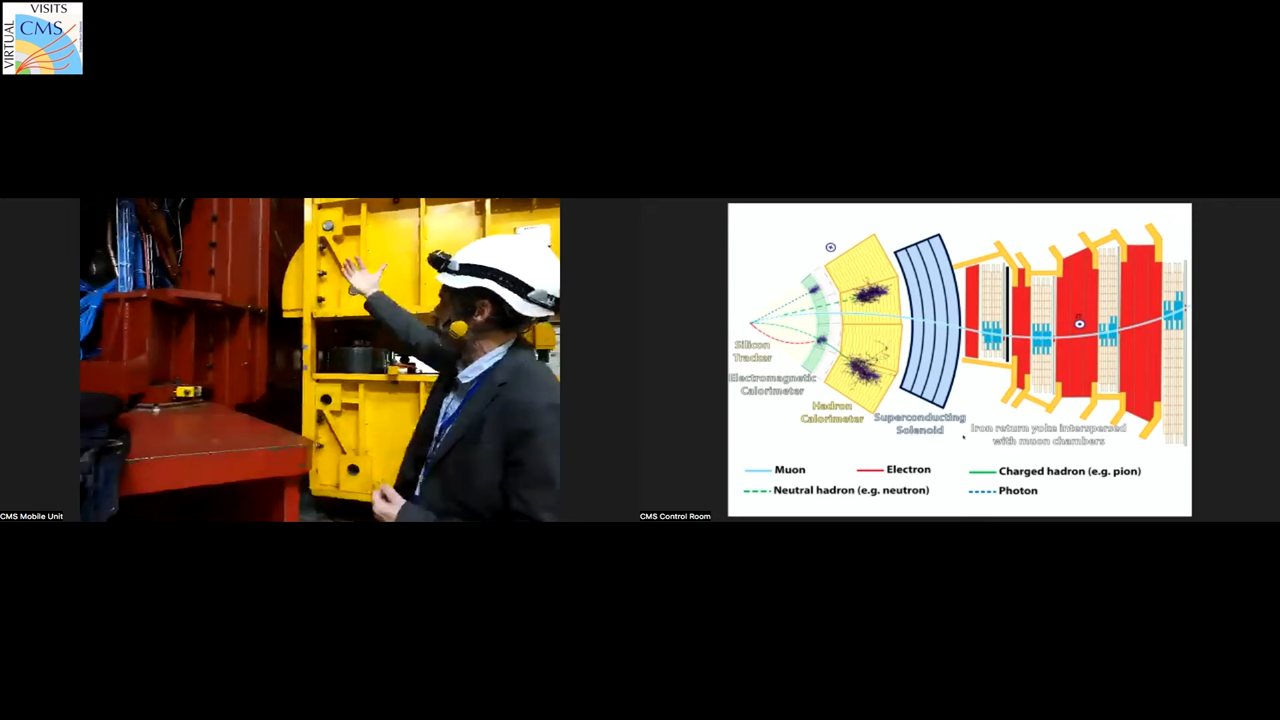 VISITS
CMS
VIRTUAL
CMS Mobile Unit
CMS Control Room
Silicon
Tracker
Electromagnetic
Calorimeter
Hadron
Calorimeter
Superconducting
Solenoid
Iron return yoke interspersed
with muon chambers
Muon
Electron
Charged hadron (e.g. pion)
Neutral hadron (e.g. neutron)
Photon